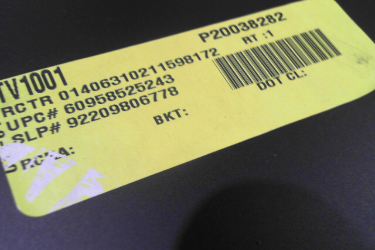 P20038282
TV1001 RT :1
RCTR 01406310211598172
UPC# 60958525243 DOT CL:
SLP# 92209806778
BKT: